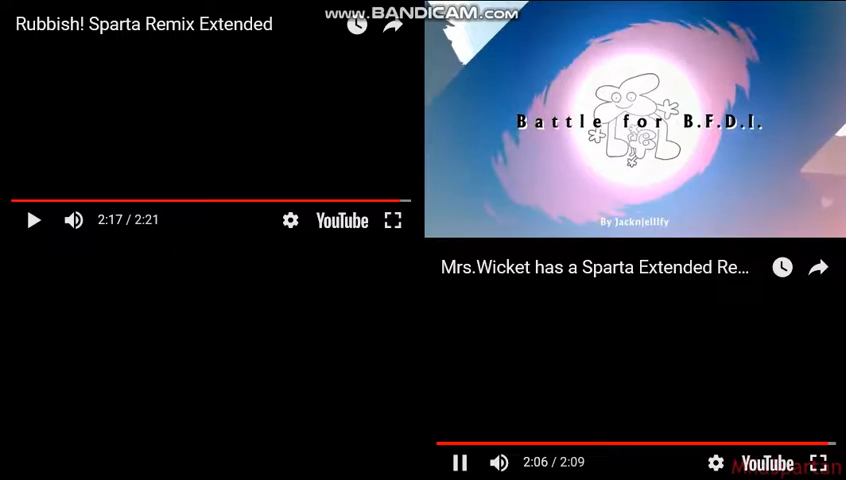 www.BANDICAM.com
Rubbish! Sparta Remix Extended
2:17 / 2:21
YouTube
Battle for B.F.D.I.
By Jacknjellify
Mrs.Wicket has a Sparta Extended Re...
2:06 / 2:09
YouTube